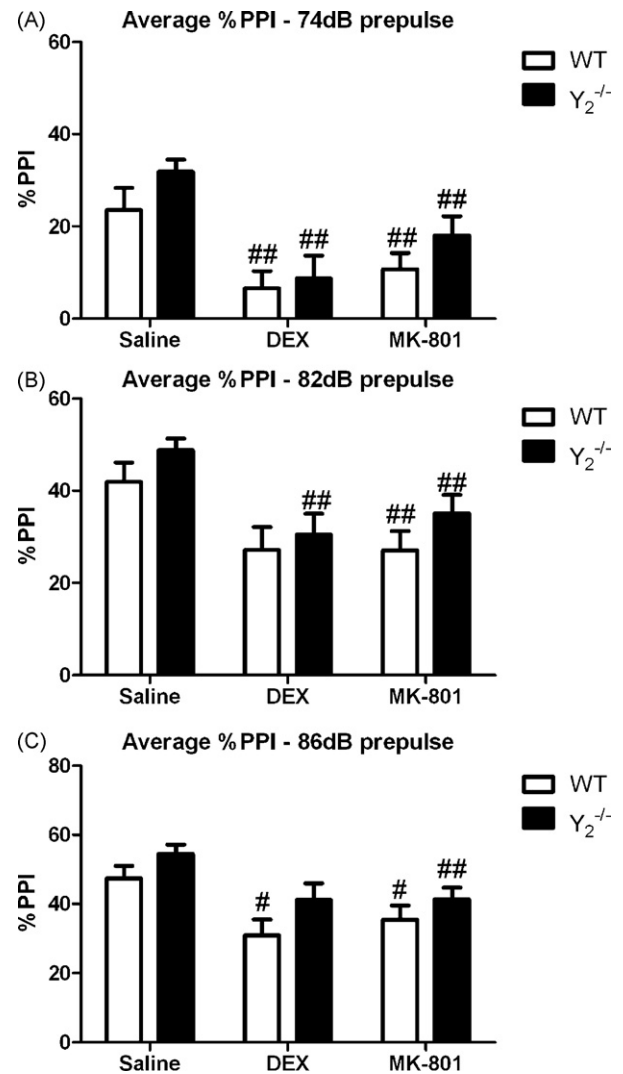 (A) Average %PPI - 74dB prepulse
60
40
20
0
%PPI
WT
Y₂⁻/⁻
## ## ## ##
Saline DEX MK-801
(B) Average %PPI - 82dB prepulse
60
40
20
0
%PPI
WT
Y₂⁻/⁻
## ## ##
Saline DEX MK-801
(C) Average %PPI - 86dB prepulse
80
60
40
20
0
%PPI
WT
Y₂⁻/⁻
# # ##
Saline DEX MK-801